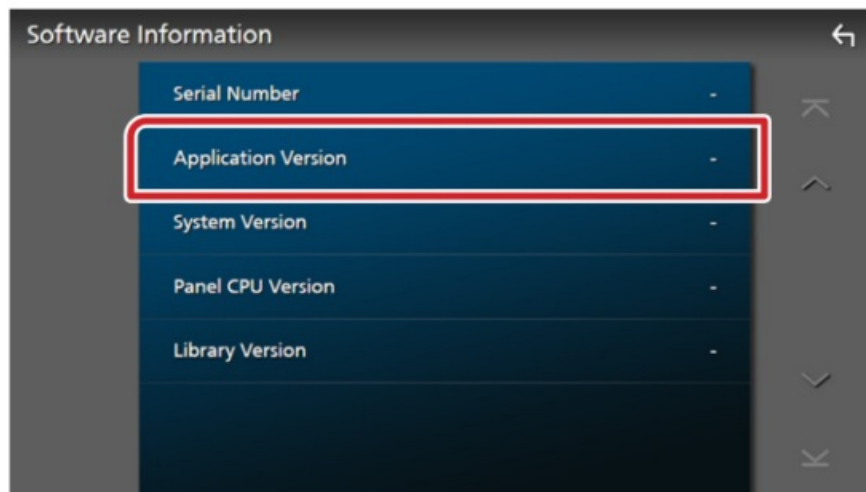 Software Information
Serial Number -
Application Version -
System Version -
Panel CPU Version -
Library Version -